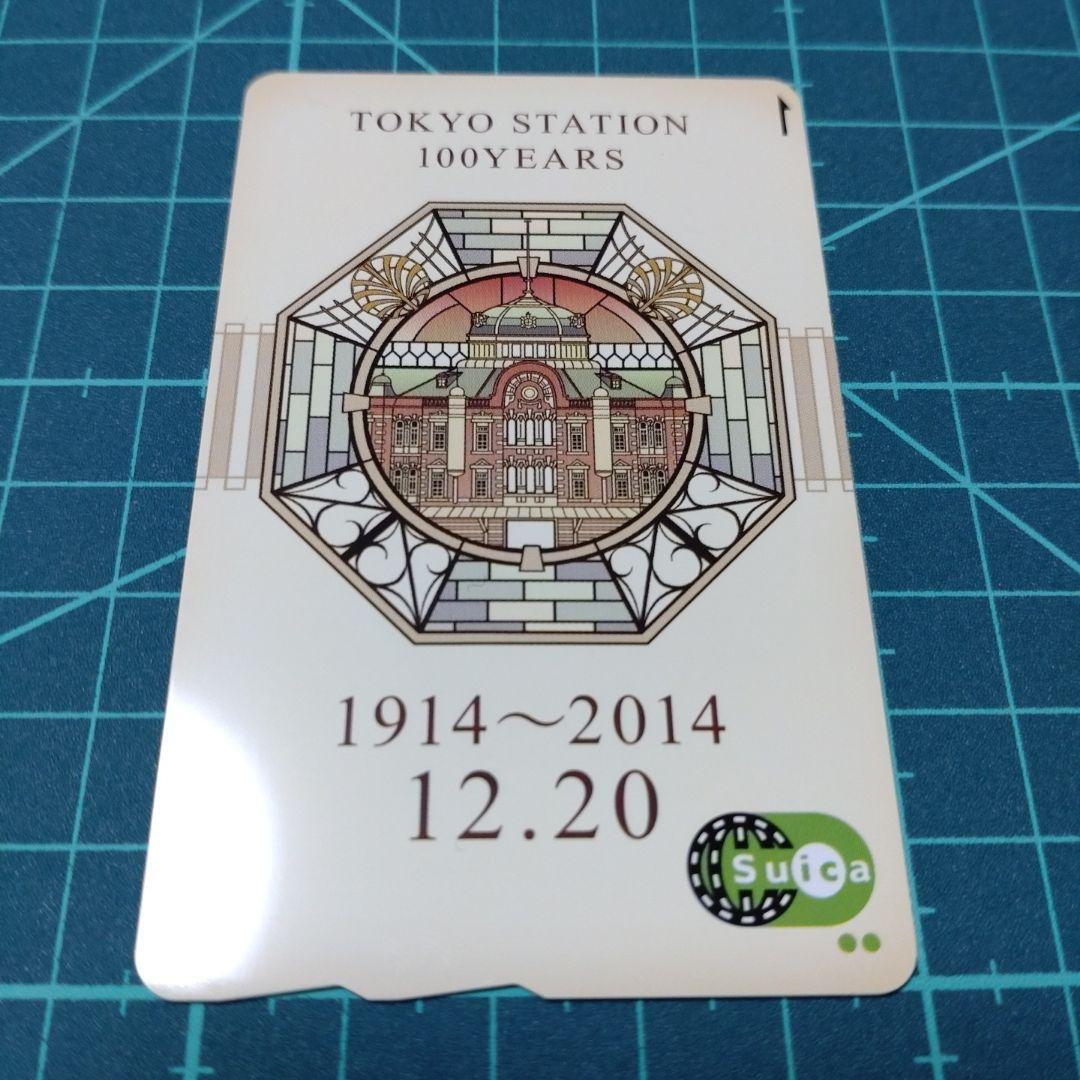 TOKYO STATION
100YEARS
1914～2014
12.20
Suica